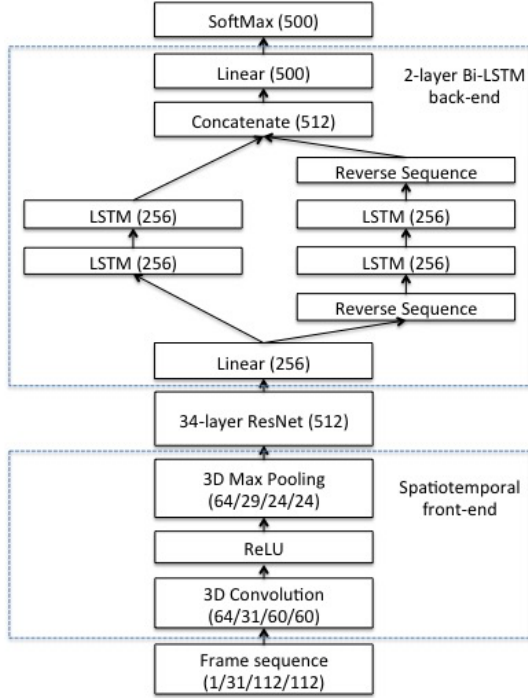 SoftMax (500)
Linear (500)
2-layer Bi-LSTM
back-end
Concatenate (512)
Reverse Sequence
LSTM (256)
LSTM (256)
LSTM (256)
LSTM (256)
Reverse Sequence
Linear (256)
34-layer ResNet (512)
3D Max Pooling
(64/29/24/24)
Spatiotemporal
front-end
ReLU
3D Convolution
(64/31/60/60)
Frame sequence
(1/31/112/112)